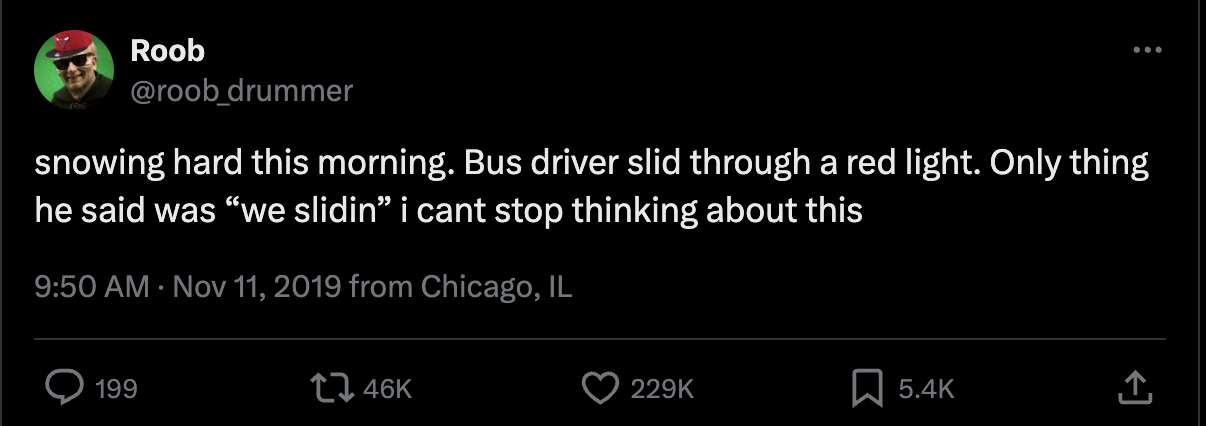 Roob
@roob_drummer
snowing hard this morning. Bus driver slid through a red light. Only thing
he said was “we slidin” i cant stop thinking about this
9:50 AM · Nov 11, 2019 from Chicago, IL
199 46K 229K 5.4K